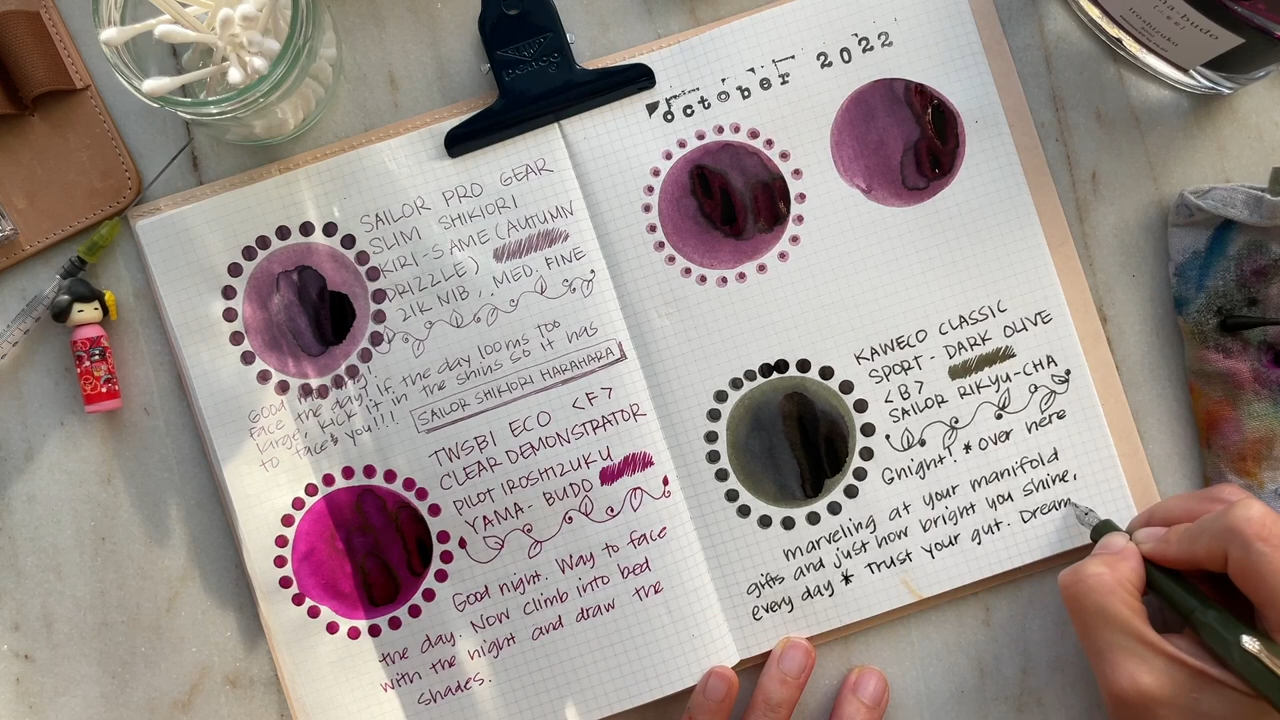 penco
October 2022
ma-budo
iroshizuku
SAILOR PRO GEAR
SLIM SHIKIORI
KIRI-SAME (AUTUMN
DRIZZLE)
21K NIB, MED. FINE
Good
Face the day! If the day looms too
large, kick it in the shins so it has
to face you!!!
SAILOR SHIKIORI HARAHARA
TWSBI ECO <F>
CLEAR DEMONSTRATOR
PILOT IROSHIZUKU
YAMA-BUDO
Good night. Way to face
the day. Now climb into bed
with the night and draw the
shades.
KAWECO CLASSIC
SPORT - DARK OLIVE
<B>
SAILOR RIKYU-CHA
Gnight! *over here
marveling at your manifold
gifts and just how bright you shine,
every day * Trust your gut. Dream